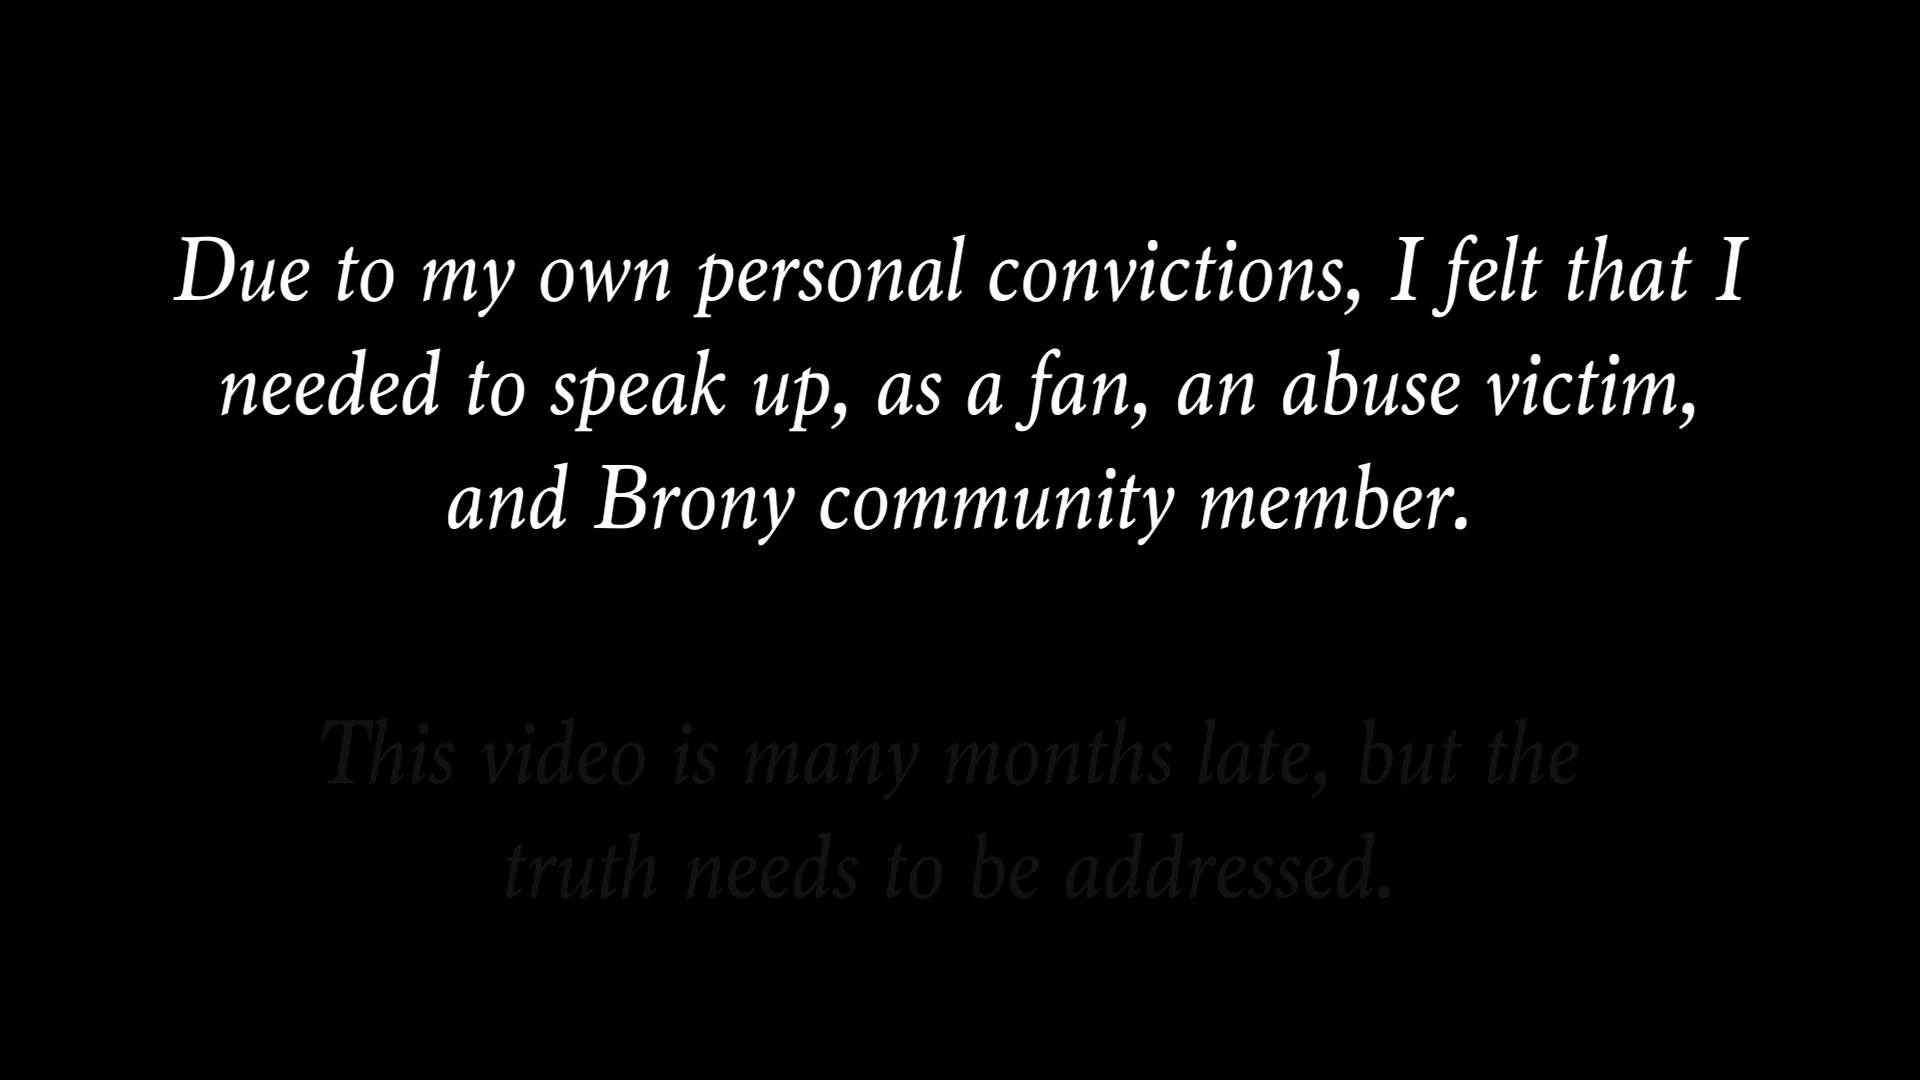 Due to my own personal convictions, I felt that I
needed to speak up, as a fan, an abuse victim,
and Brony community member.
This video is many months late, but the
truth needs to be addressed.